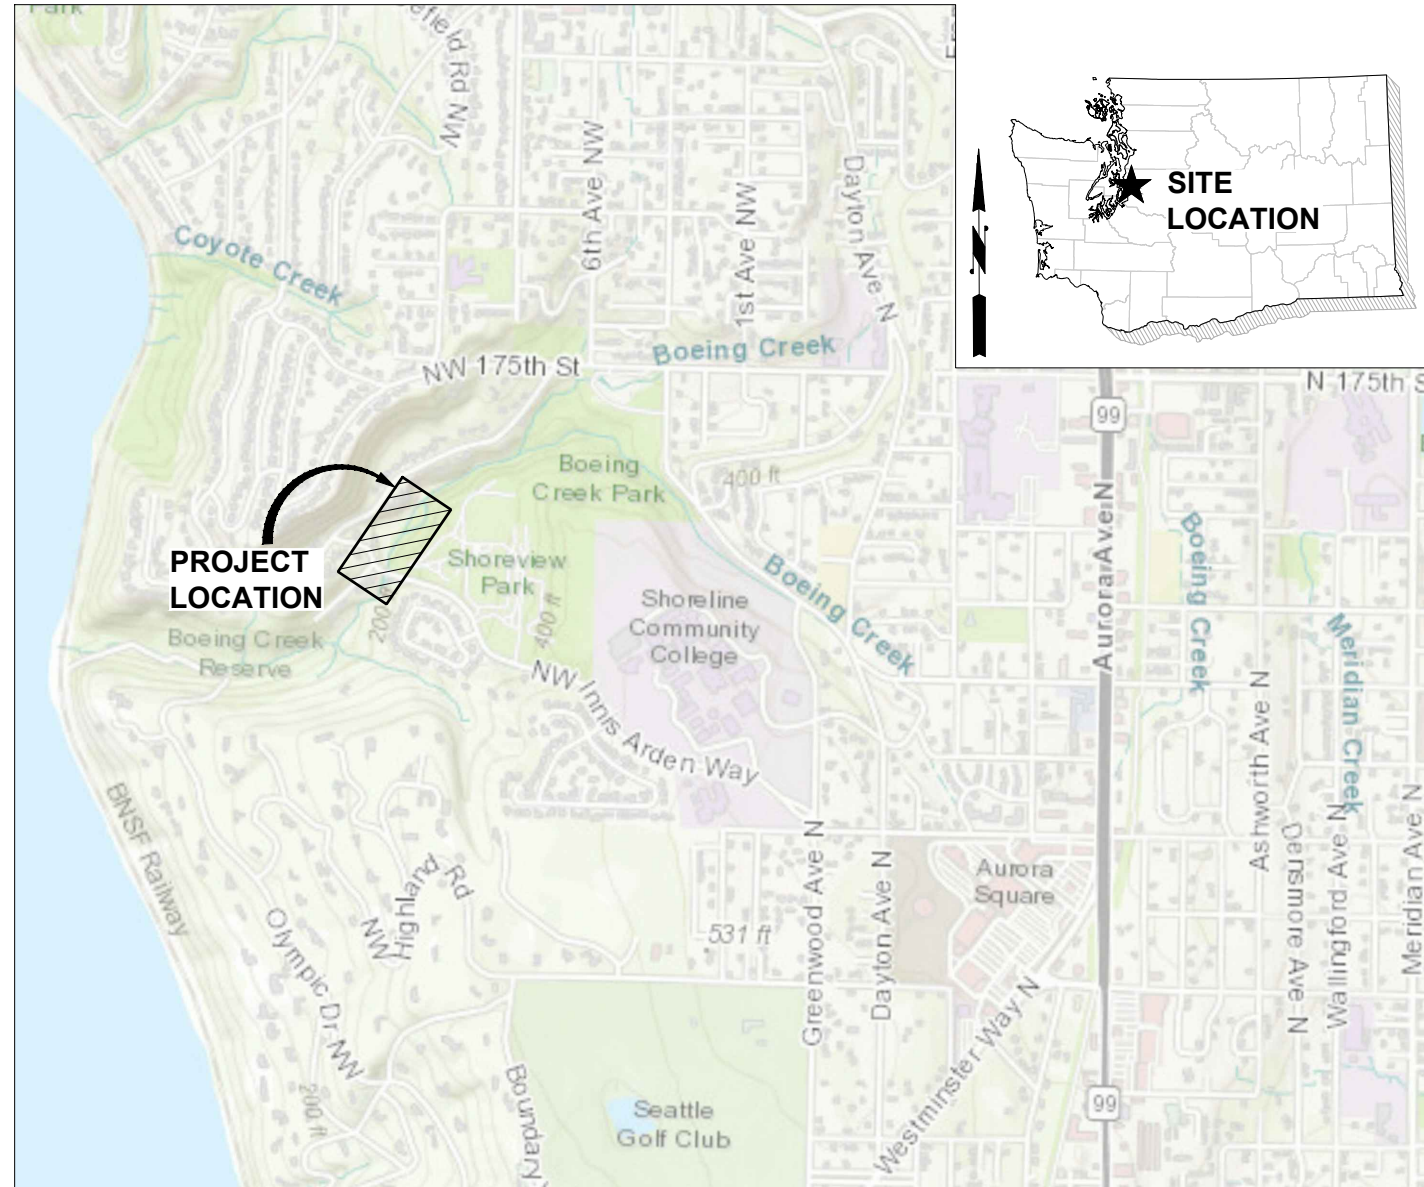 Park
efield Rd NW
6th Ave NW
1st Ave NW
Dayton Ave N
N
SITE
LOCATION
Coyote Creek
NW 175th St
Boeing Creek
N 175th S
99
Boeing
Creek Park
400 ft
PROJECT
LOCATION
Shoreview
Park
200
400 ft
Boeing Creek
Reserve
Shoreline
Community
College
Boeing Creek
Aurora Ave N
Boeing Creek
Meridian Creek
NW Innis Arden Way
BNSF Railway
NW
Highland
Rd
Olympic Dr NW
200 ft
531 ft
Greenwood Ave N
Dayton Ave N
Aurora
Square
Ashworth Ave N
Densmore Ave N
Wallingford Ave N
Meridian Ave N
Westminster Way N
Boundary
Seattle
Golf Club
99